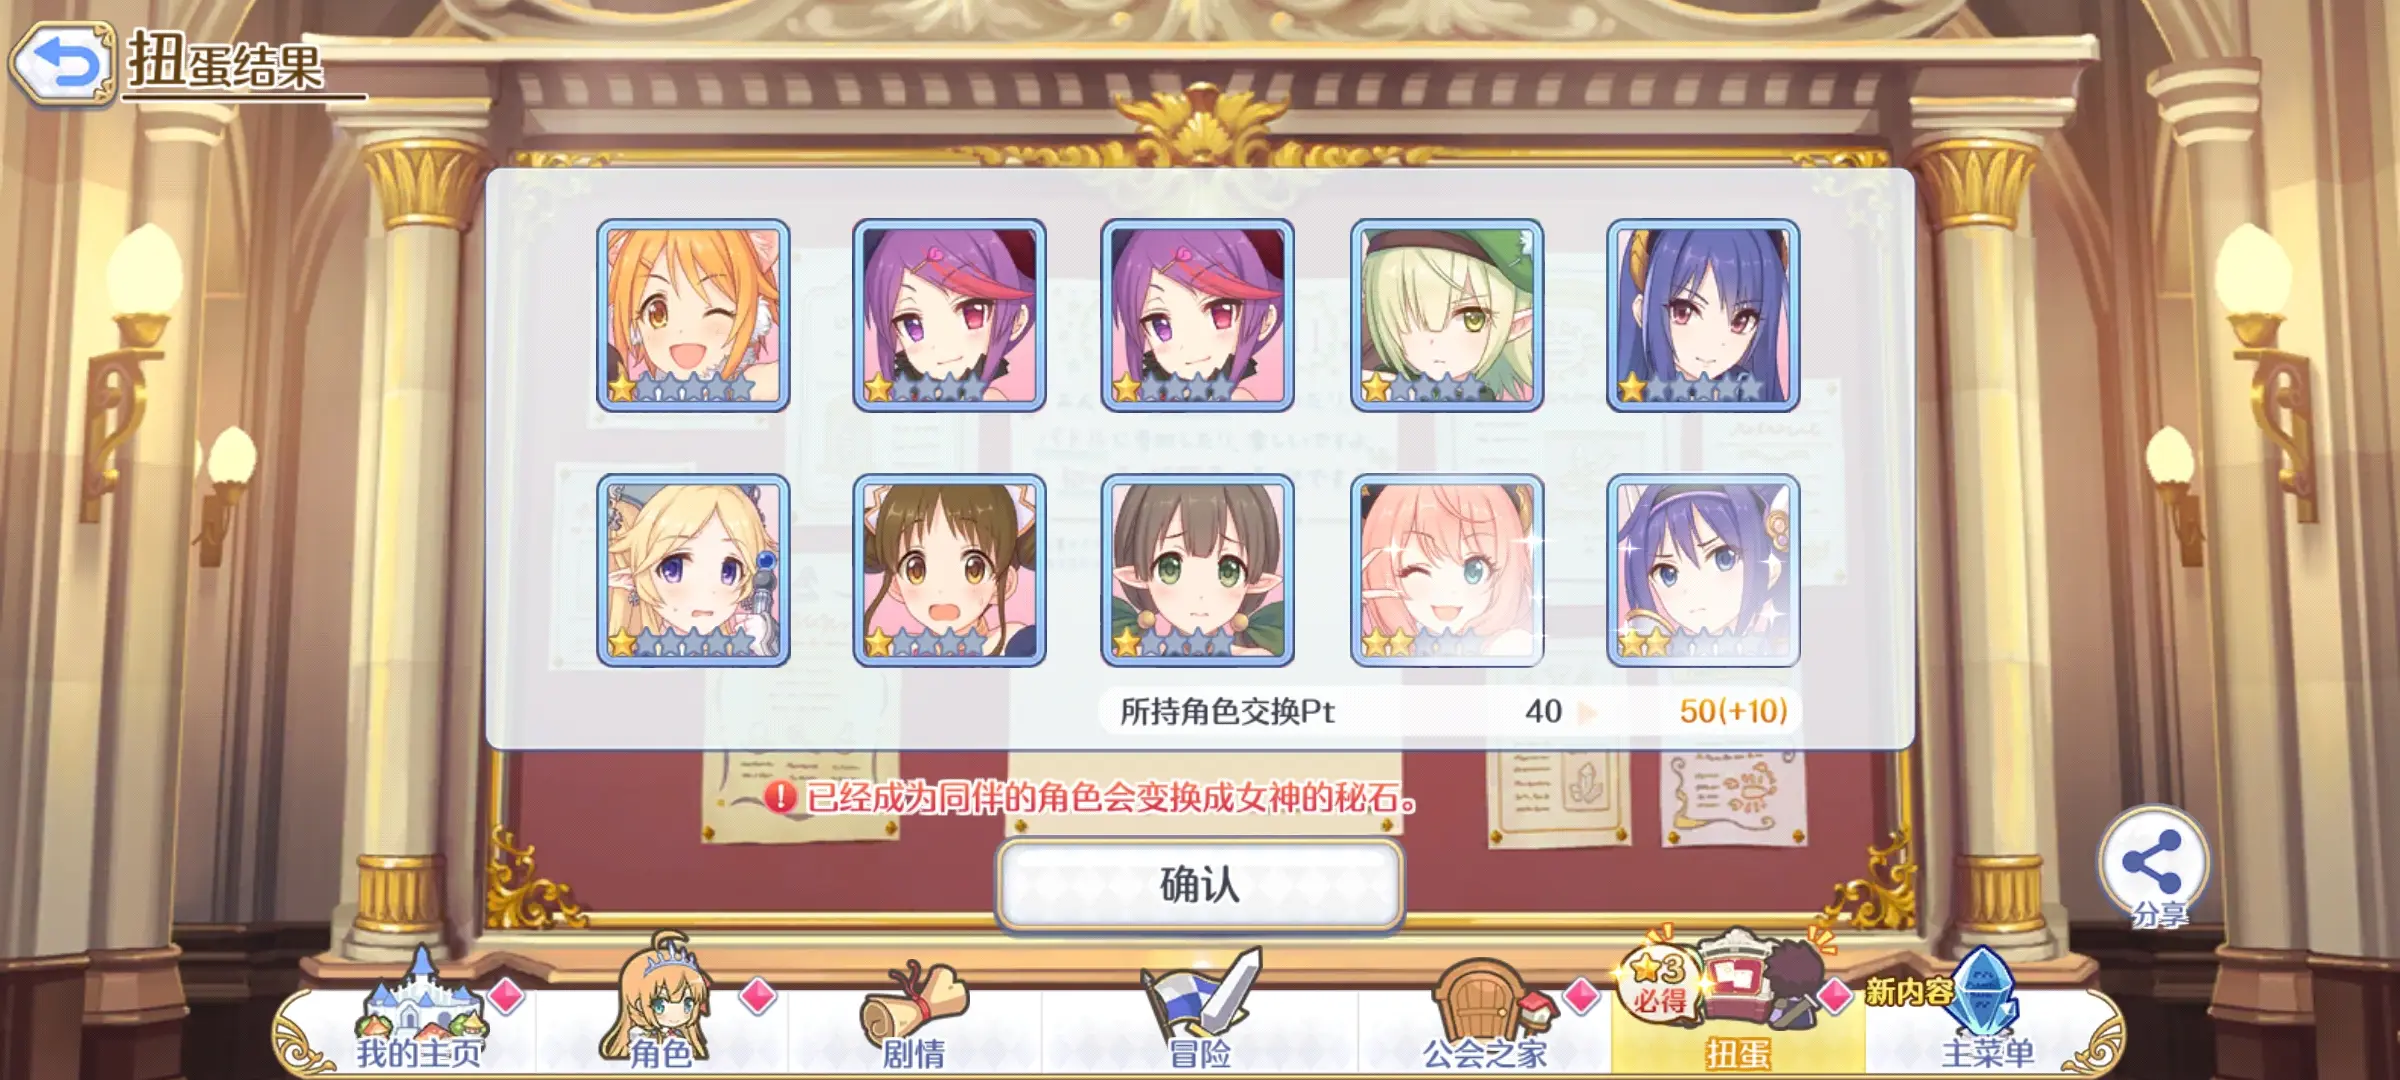 扭蛋结果
所持角色交换Pt 40 50(+10)
已经成为同伴的角色会变换成女神的秘石。
确认
分享
3
必得
新内容
我的主页
角色
剧情
冒险
公会之家
扭蛋
主菜单